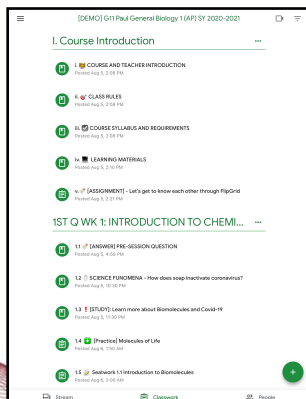 [DEMO] G11 Paul General Biology 1 (AP) SY 2020-2021
I. Course Introduction
i. COURSE AND TEACHER INTRODUCTION
Posted Aug 5, 2:08 PM
ii. CLASS RULES
Posted Aug 5, 2:08 PM
iii. COURSE SYLLABUS AND REQUIREMENTS
Posted Aug 5, 2:08 PM
iv. LEARNING MATERIALS
Posted Aug 5, 2:10 PM
v. [ASSIGNMENT] - Let's get to know each other through FlipGrid
Posted Aug 5, 2:21 PM
1ST Q WK 1: INTRODUCTION TO CHEMI...
1.1 [ANSWER] PRE-SESSION QUESTION
Posted Aug 5, 4:58 PM
1.2 SCIENCE FUNOMENA - How does soap inactivate coronavirus?
Posted Aug 5, 10:30 PM
1.3 [STUDY]: Learn more about Biomolecules and Covid-19
Posted Aug 5, 11:30 PM
1.4 [Practice] Molecules of Life
Posted Aug 6, 1:50 AM
1.5 Seatwork 1.1 Introduction to Biomolecules
Posted Aug 6, 2:06 AM
Stream
Classwork
People